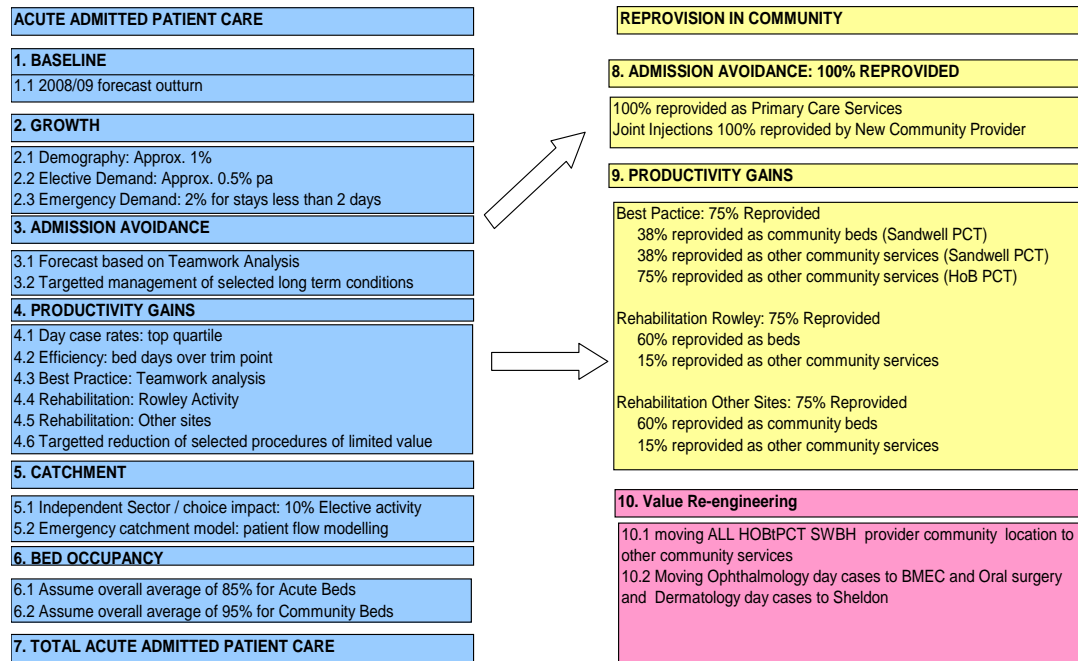 ACUTE ADMITTED PATIENT CARE
1. BASELINE
1.1 2008/09 forecast outturn
2. GROWTH
2.1 Demography: Approx. 1%
2.2 Elective Demand: Approx. 0.5% pa
2.3 Emergency Demand: 2% for stays less than 2 days
3. ADMISSION AVOIDANCE
3.1 Forecast based on Teamwork Analysis
3.2 Targetted management of selected long term conditions
4. PRODUCTIVITY GAINS
4.1 Day case rates: top quartile
4.2 Efficiency: bed days over trim point
4.3 Best Practice: Teamwork analysis
4.4 Rehabilitation: Rowley Activity
4.5 Rehabilitation: Other sites
4.6 Targetted reduction of selected procedures of limited value
5. CATCHMENT
5.1 Independent Sector / choice impact: 10% Elective activity
5.2 Emergency catchment model: patient flow modelling
6. BED OCCUPANCY
6.1 Assume overall average of 85% for Acute Beds
6.2 Assume overall average of 95% for Community Beds
7. TOTAL ACUTE ADMITTED PATIENT CARE
REPROVISION IN COMMUNITY
8. ADMISSION AVOIDANCE: 100% REPROVIDED
100% reprovided as Primary Care Services
Joint Injections 100% reprovided by New Community Provider
9. PRODUCTIVITY GAINS
Best Pactice: 75% Reprovided
38% reprovided as community beds (Sandwell PCT)
38% reprovided as other community services (Sandwell PCT)
75% reprovided as other community services (HoB PCT)
Rehabilitation Rowley: 75% Reprovided
60% reprovided as beds
15% reprovided as other community services
Rehabilitation Other Sites: 75% Reprovided
60% reprovided as community beds
15% reprovided as other community services
10. Value Re-engineering
10.1 moving ALL HOBtPCT SWBH provider community location to
other community services
10.2 Moving Ophthalmology day cases to BMEC and Oral surgery
and Dermatology day cases to Sheldon